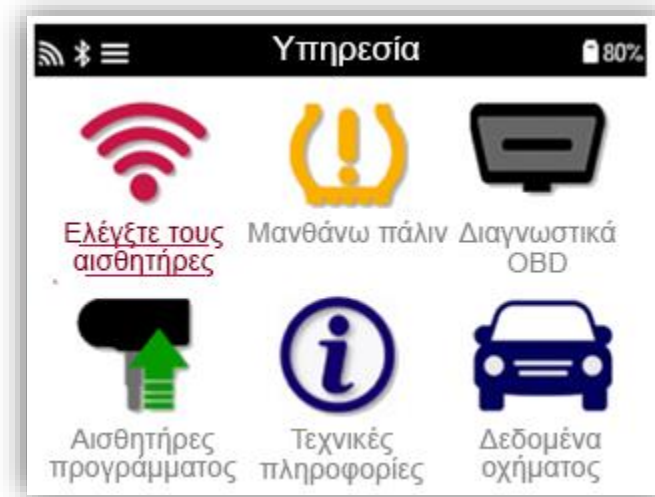 Υπηρεσία 80%
Ελέγξτε τους
αισθητήρες
Μανθάνω πάλιν
Διαγνωστικά
OBD
Αισθητήρες
προγράμματος
Τεχνικές
πληροφορίες
Δεδομένα
οχήματος